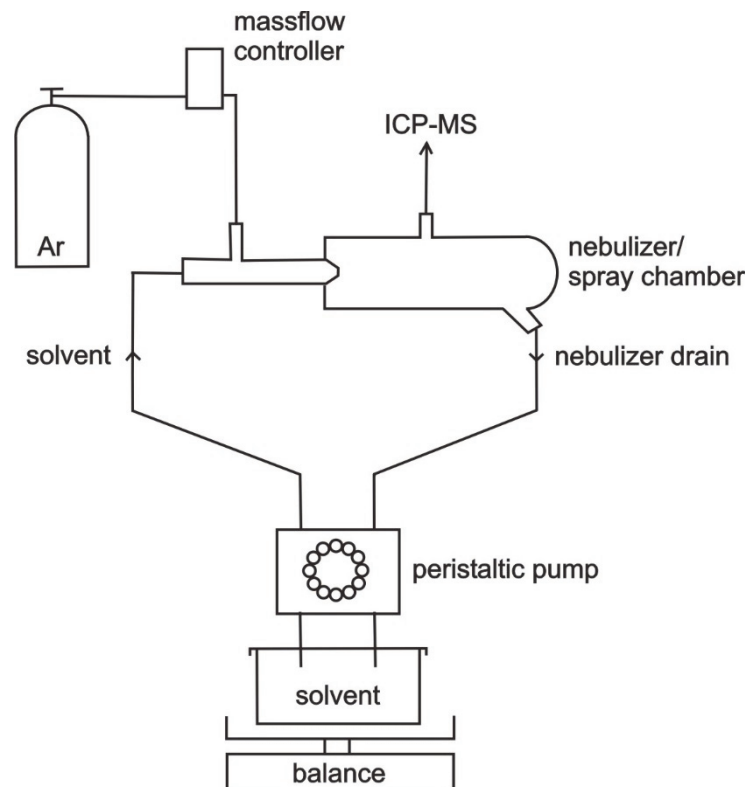 massflow
controller
ICP-MS
Ar
nebulizer/
spray chamber
solvent
nebulizer drain
peristaltic pump
solvent
balance